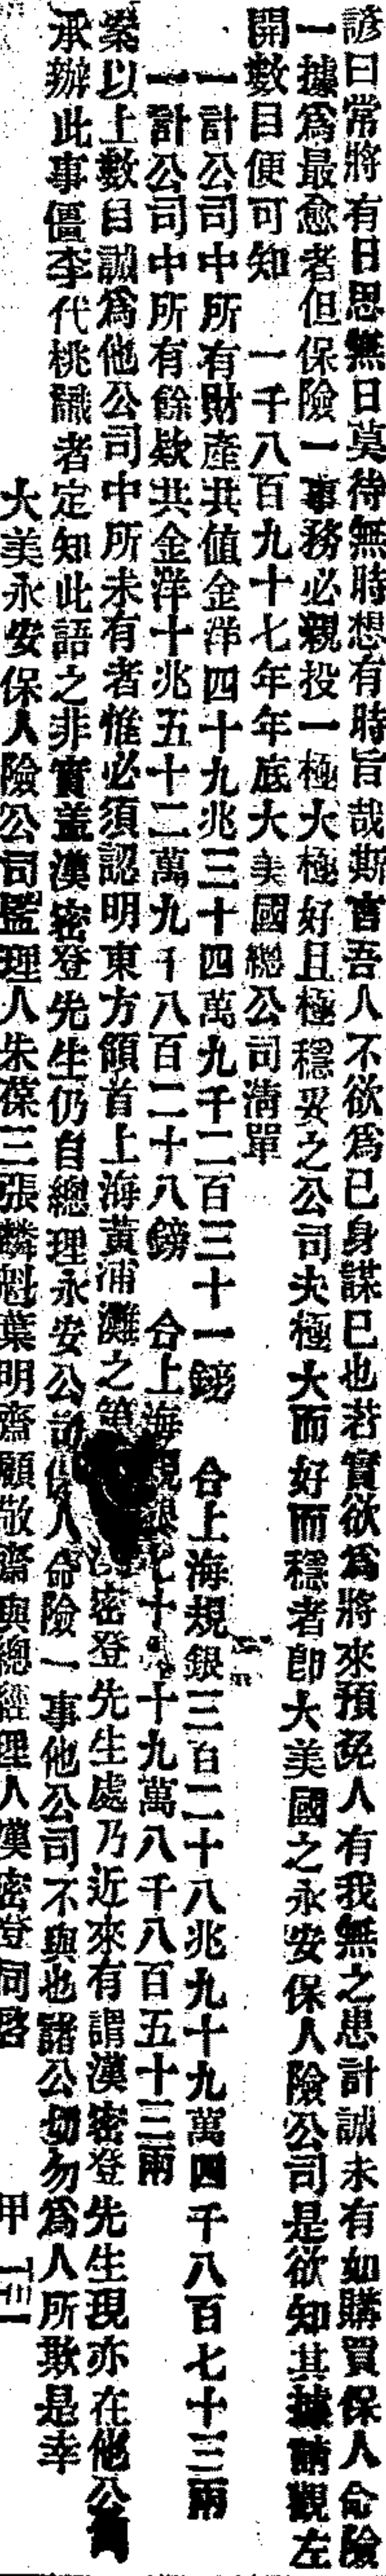 諺曰常將有日思無日莫待無時想有時旨哉斯言吾人不欲為已身謀已也若實欲為將來預免人有我無之患計誠未有如購買保人命險
一據為最愈者但保險一事務必親投一極大極好且極穩妥之公司夫極大而好而穩者即大美國之永安保人險公司是欲知其據請觀左
開數目便可知　一千八百九十七年年底大美國總公司清單
一計公司中所有財產共值金洋四十九兆三十四萬九千二百三十一鎊　合上海規銀三百二十八兆九十九萬四千八百七十三兩
一計公司中所有餘欵共金洋十兆五十二萬九千八百二十八鎊　合上海規銀七十 十九萬八千八百五十三兩
業以上數目誠為他公司中所未有者惟必須認明東方領首上海黃浦灘之第 密登先生處乃近來有謂漢密登先生現亦在他公司
承辦此事僵李代桃識者定知此語之非實蓋漢密登先生仍自總理永安公司保人命險一事他公司不與也諸公切勿為人所欺是幸
大美永安保人險公司監理人朱葆三張麟魁葉明齋顧敬齋與總經理人漢密登同啓　甲